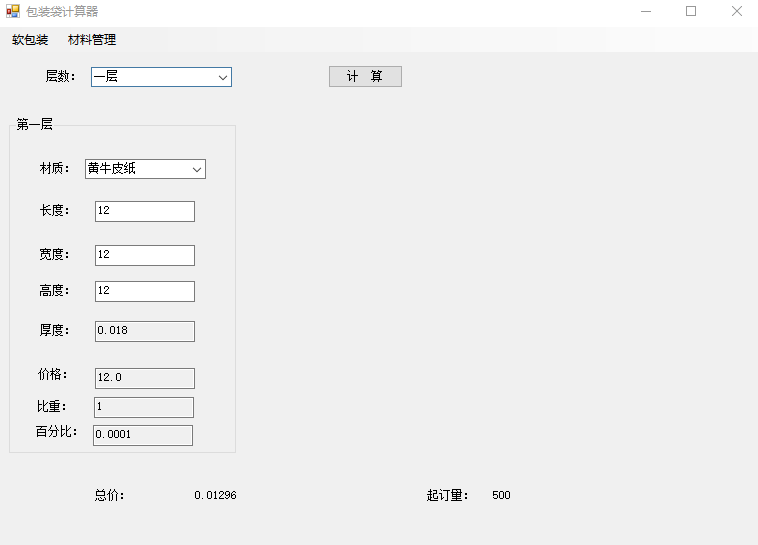 包装袋计算器
软包装 材料管理
层数： 一层 计 算
第一层
材质： 黄牛皮纸
长度： 12
宽度： 12
高度： 12
厚度： 0.018
价格： 12.0
比重： 1
百分比： 0.0001
总价： 0.01296 起订量： 500